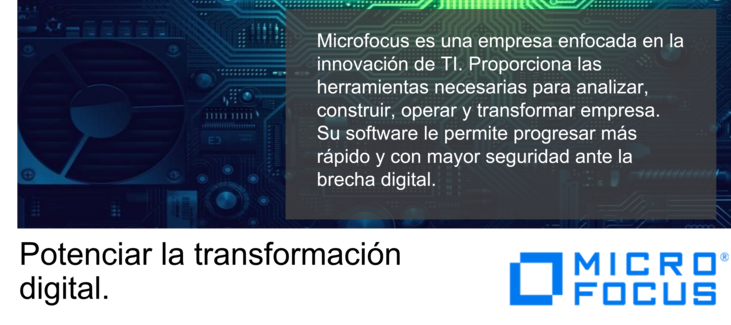 Microfocus es una empresa enfocada en la
innovación de TI. Proporciona las
herramientas necesarias para analizar,
construir, operar y transformar empresa.
Su software le permite progresar más
rápido y con mayor seguridad ante la
brecha digital.
Potenciar la transformación
digital.
MICRO®
FOCUS